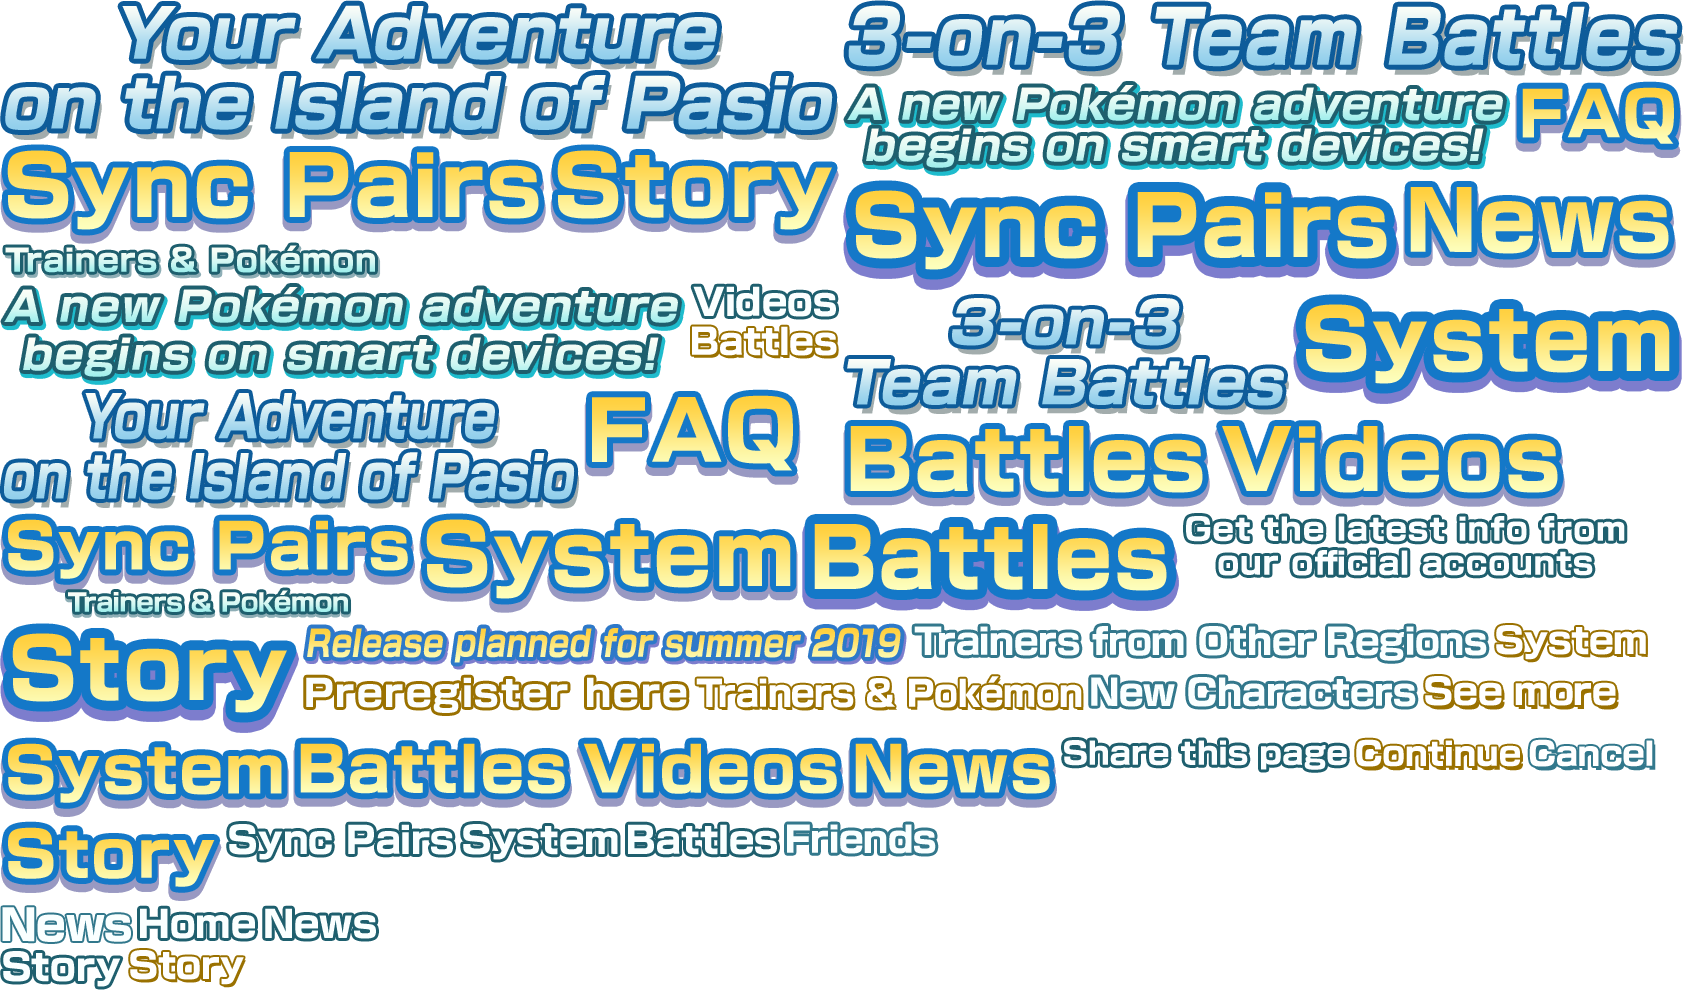 Your Adventure
on the Island of Pasio
3-on-3 Team Battles
A new Pokémon adventure
begins on smart devices!
FAQ
Sync Pairs
Story
Sync Pairs
News
Trainers & Pokémon
A new Pokémon adventure
begins on smart devices!
Videos
Battles
3-on-3
Team Battles
System
Your Adventure
on the Island of Pasio
FAQ
Battles
Videos
Sync Pairs
Trainers & Pokémon
System
Battles
Get the latest info from
our official accounts
Story
Release planned for summer 2019
Trainers from Other Regions
System
Preregister here
Trainers & Pokémon
New Characters
See more
System
Battles
Videos
News
Share this page
Continue
Cancel
Story
Sync Pairs
System
Battles
Friends
News
Home
News
Story
Story